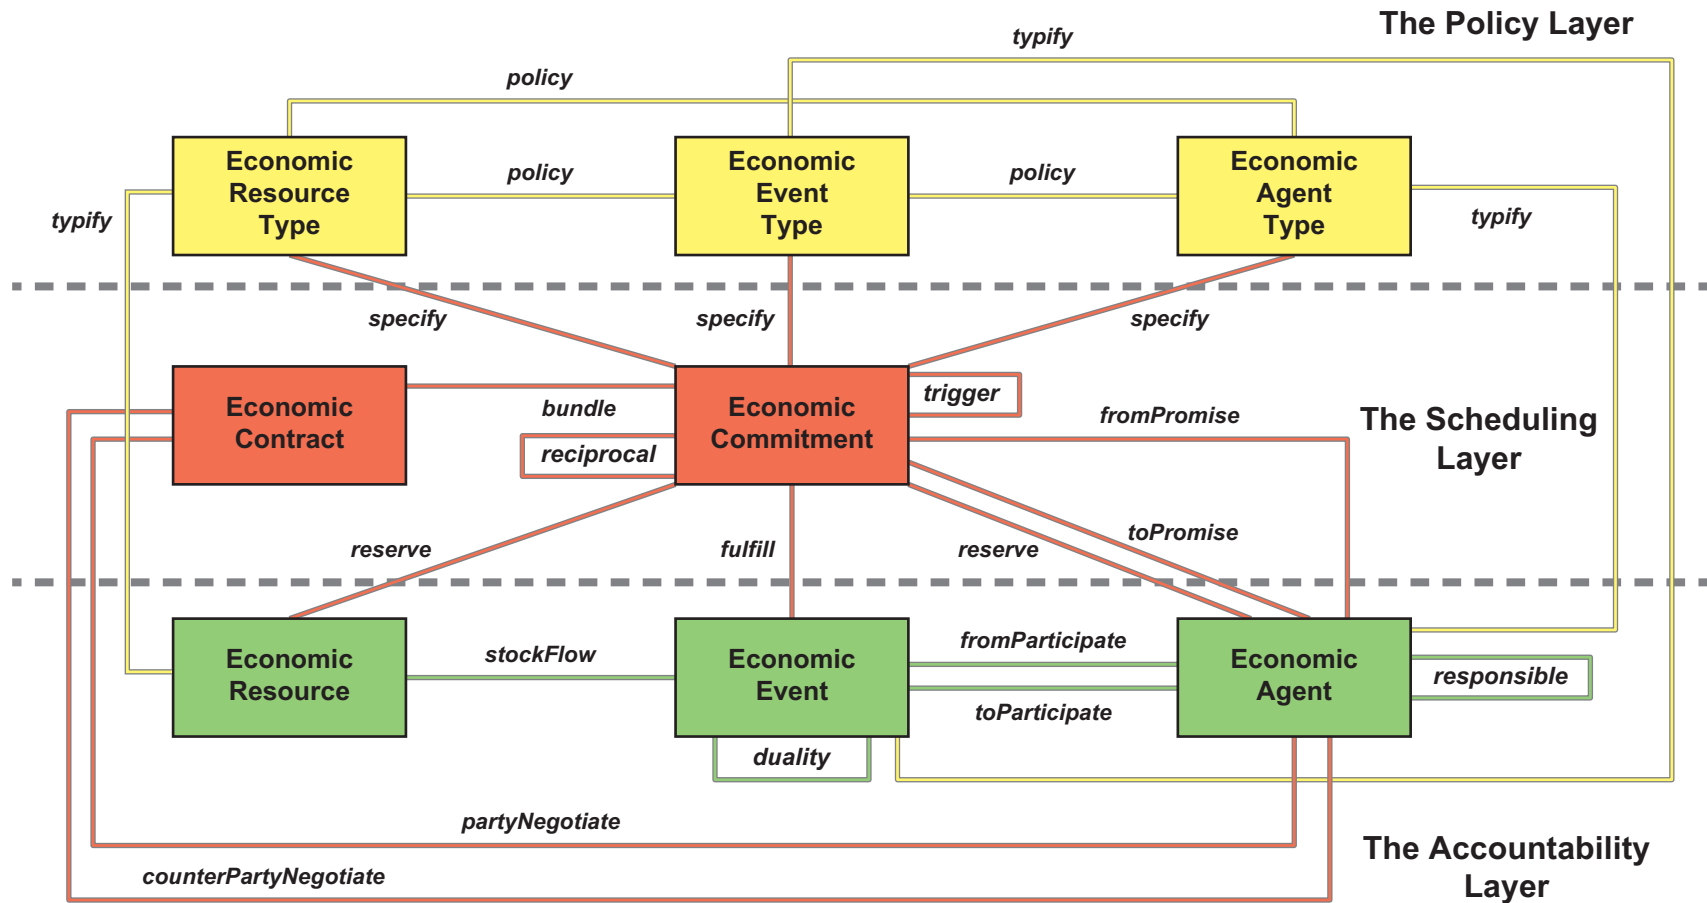 The Policy Layer
typify
policy
Economic
Resource
Type
policy
Economic
Event
Type
policy
Economic
Agent
Type
typify
typify
specify
specify
specify
Economic
Contract
bundle
reciprocal
Economic
Commitment
trigger
fromPromise
The Scheduling
Layer
reserve
fulfill
reserve
toPromise
Economic
Resource
stockFlow
Economic
Event
fromParticipate
toParticipate
Economic
Agent
responsible
duality
partyNegotiate
counterPartyNegotiate
The Accountability
Layer